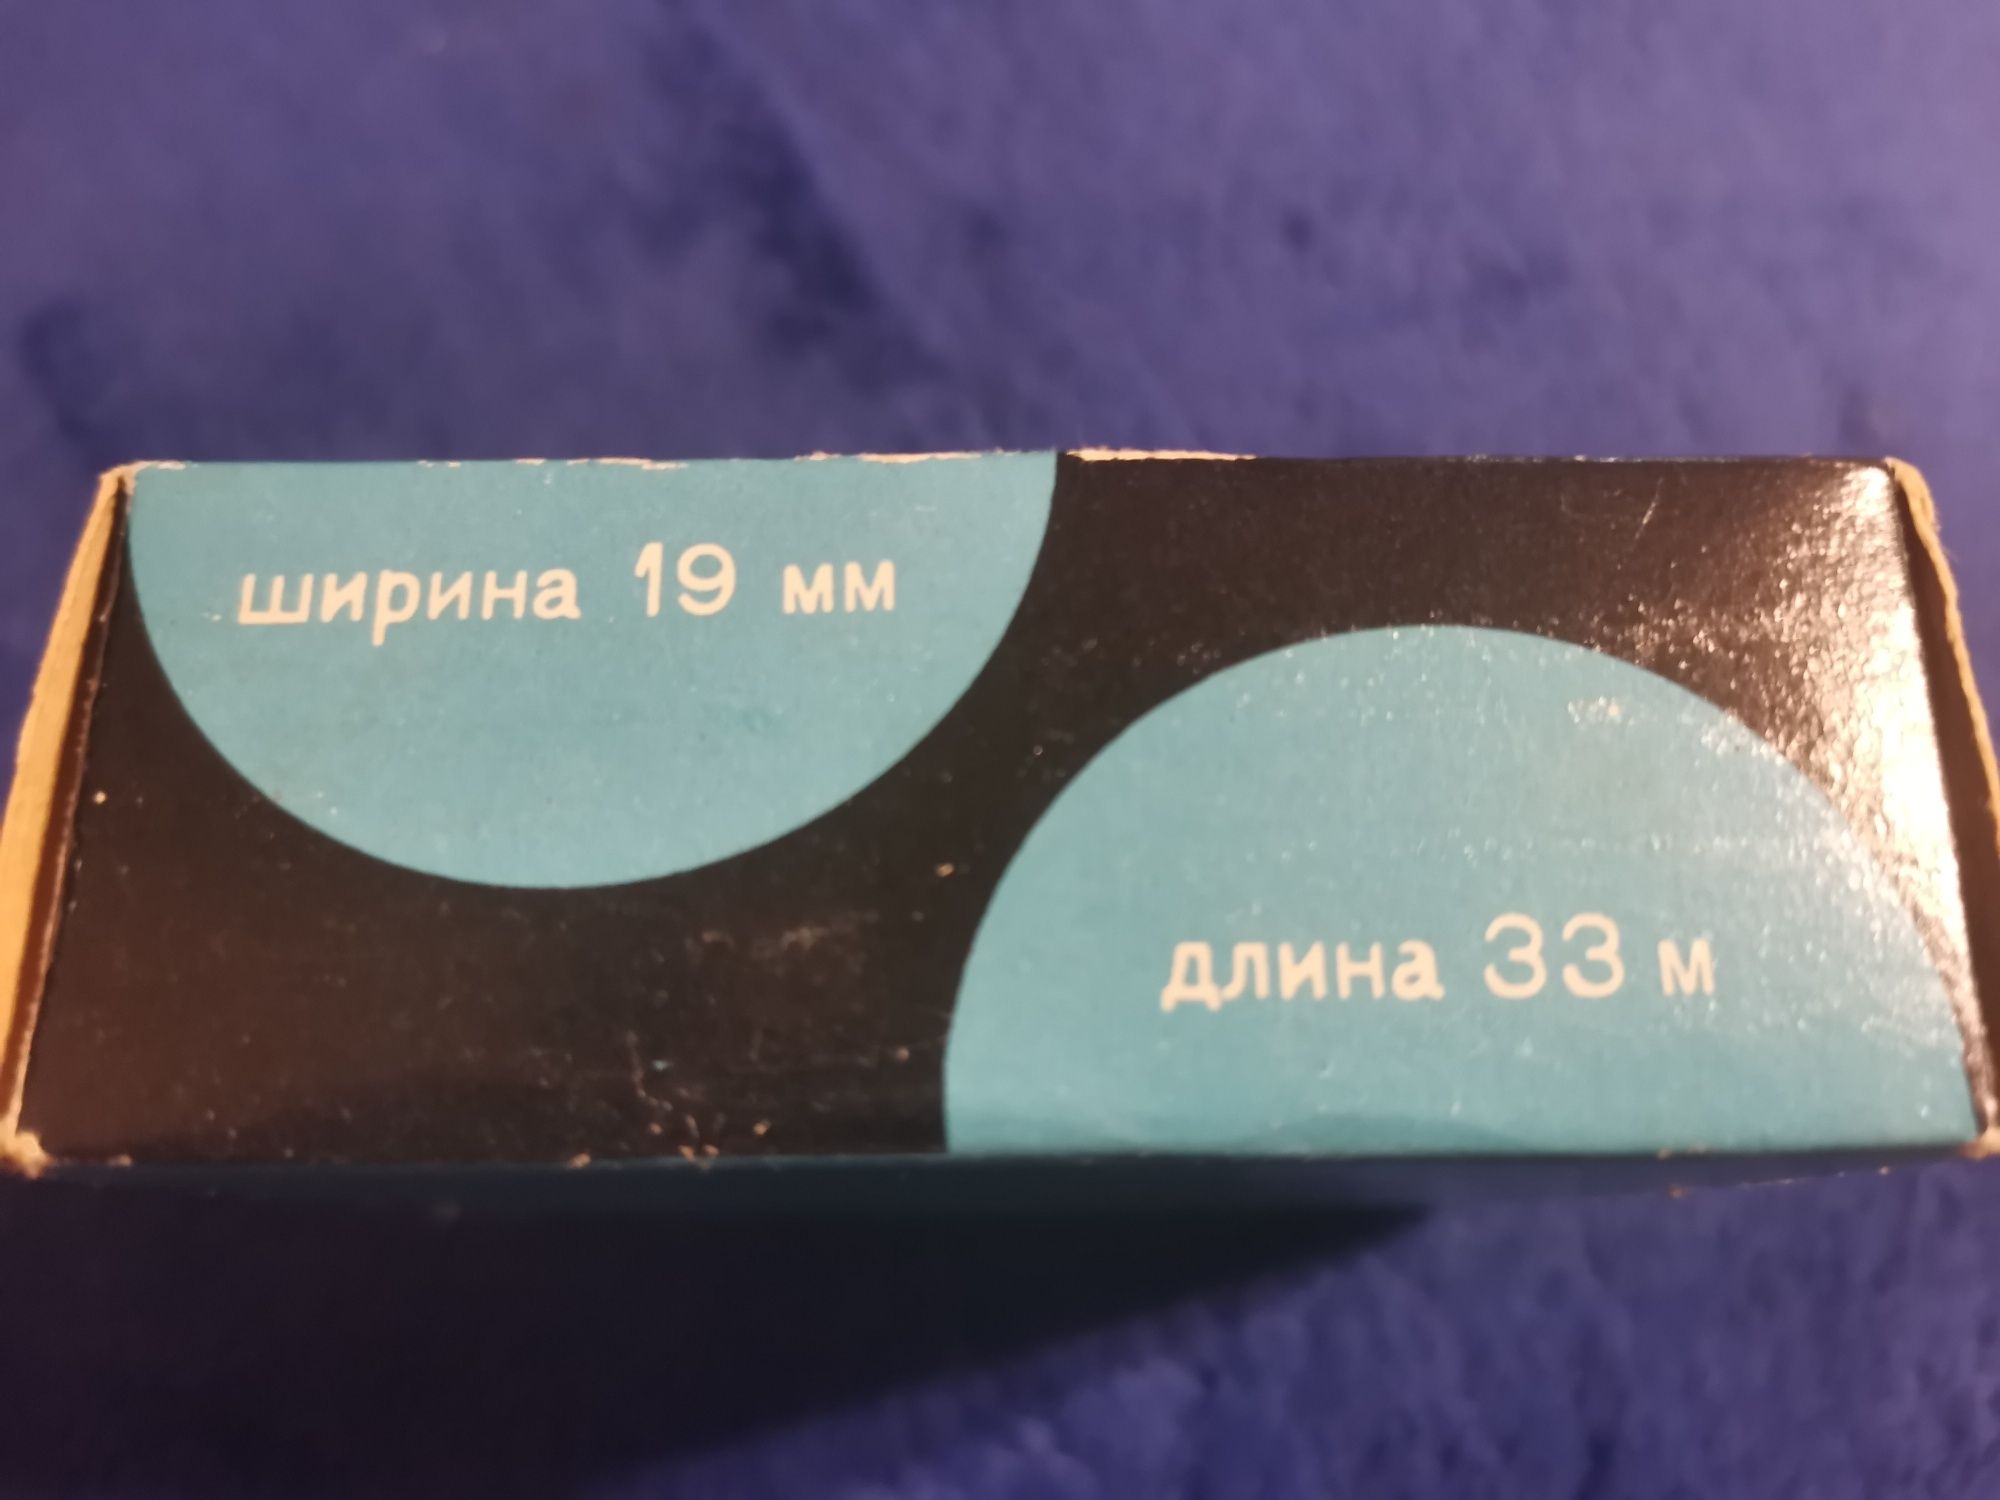 ширина 19 мм
длина 33 м